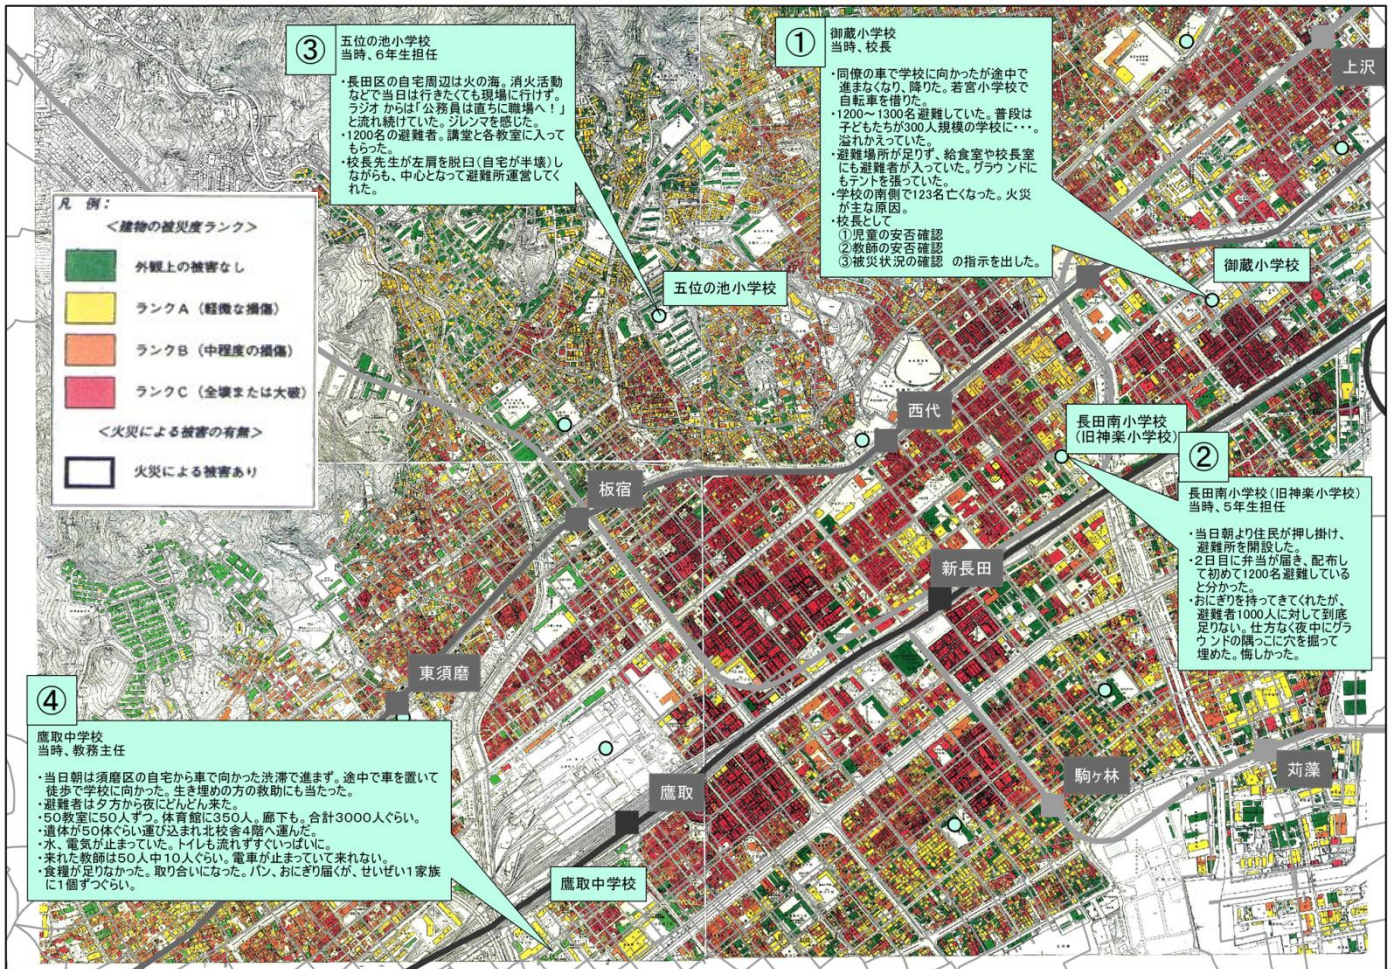 ③
五位の池小学校
当時、6年生担任
・長田区の自宅周辺は火の海。消火活動
などで当日は行きたくても現場に行けず。
ラジオからは「公務員は直ちに職場へ！」
と流れ続けていた。ジレンマを感じた。
・1200名の避難者。講堂と各教室に入って
もらった。
・校長先生が左肩を脱臼(自宅が半壊)し
ながらも、中心となって避難所運営してく
れた。
①
御蔵小学校
当時、校長
・同僚の車で学校に向かったが途中で
進まなくなり、降りた。若宮小学校で
自転車を借りた。
・1200～1300名避難していた。普段は
子どもたちが300人規模の学校に・・・。
溢れかえっていた。
・避難場所が足りず、給食室や校長室
にも避難者が入っていた。グラウンドに
もテントを張っていた。
・学校の南側で123名亡くなった。火災
が主な原因。
・校長として
①児童の安否確認
②教師の安否確認
③被災状況の確認 の指示を出した。
上沢
凡 例：
＜建物の被災度ランク＞
外観上の被害なし
ランクA （軽微な損傷）
ランクB （中程度の損傷）
ランクC （全壊または大破）
＜火災による被害の有無＞
火災による被害あり
五位の池小学校
御蔵小学校
西代
長田南小学校
(旧神楽小学校)
板宿
②
長田南小学校(旧神楽小学校)
当時、5年生担任
・当日朝より住民が押し掛け、
避難所を開設した。
・2日目に弁当が届き、配布し
て初めて1200名避難している
と分かった。
・おにぎりを持ってきてくれたが、
避難者1000人に対して到底
足りない。仕方なく夜中にグラ
ウンドの隅っこに穴を掘って
埋めた。悔しかった。
新長田
東須磨
④
鷹取中学校
当時、教務主任
・当日朝は須磨区の自宅から車で向かった渋滞で進まず。途中で車を置いて
徒歩で学校に向かった。生き埋めの方の救助にも当たった。
・避難者は夕方から夜にどんどん来た。
・50教室に50人ずつ。体育館に350人。廊下も。合計3000人ぐらい。
・遺体が50体ぐらい運び込まれ北校舎4階へ運んだ。
・水、電気が止まっていた。トイレも流れずすぐいっぱいに。
・来れた教師は50人中10人ぐらい。電車が止まっていて来れない。
・食糧が足りなかった。取り合いになった。パン、おにぎり届くが、せいぜい1家族
に1個ずつぐらい。
鷹取
駒ヶ林
苅藻
鷹取中学校